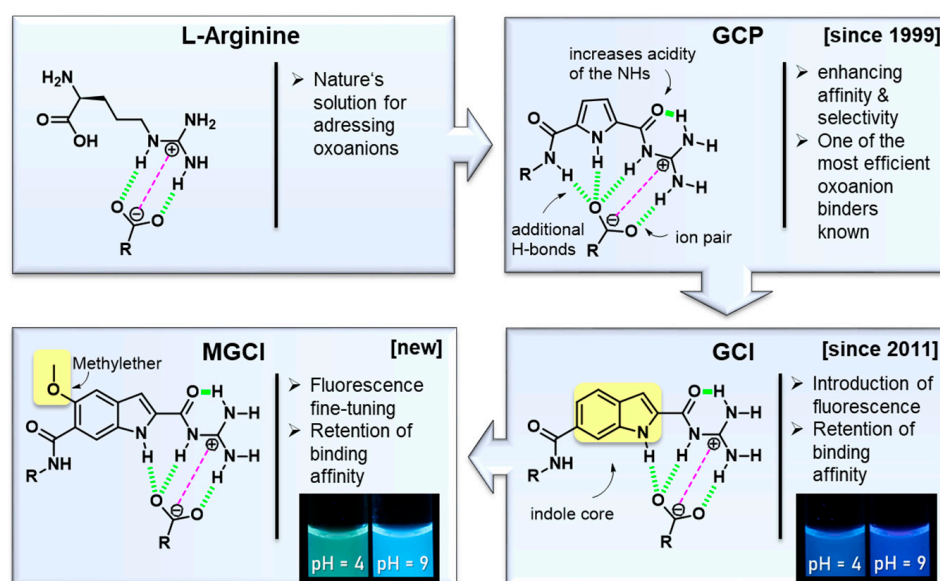 L-Arginine
H₂N
O
OH
N
H
NH₂
⊕
NH
H
O
⊖
O
R
➢ Nature's
solution for
adressing
oxoanions
GCP [since 1999]
increases acidity
of the NHs
O
H
O
N
H
N
H
N
H
N–H
⊕
N–H
H
R
O
⊖
O
R
additional
H-bonds
ion pair
➢ enhancing
affinity &
selectivity
➢ One of the
most efficient
oxoanion
binders
known
MGCI [new]
Methylether
O
O
H
N–H
O
N
H
N
H
⊕
N–H
H
NH
R
O
⊖
O
R
➢ Fluorescence
fine-tuning
➢ Retention of
binding
affinity
pH = 4 pH = 9
GCI [since 2011]
O
H
N–H
O
N
H
N
H
⊕
N–H
H
NH
R
O
⊖
O
R
indole core
➢ Introduction of
fluorescence
➢ Retention of
binding
affinity
pH = 4 pH = 9